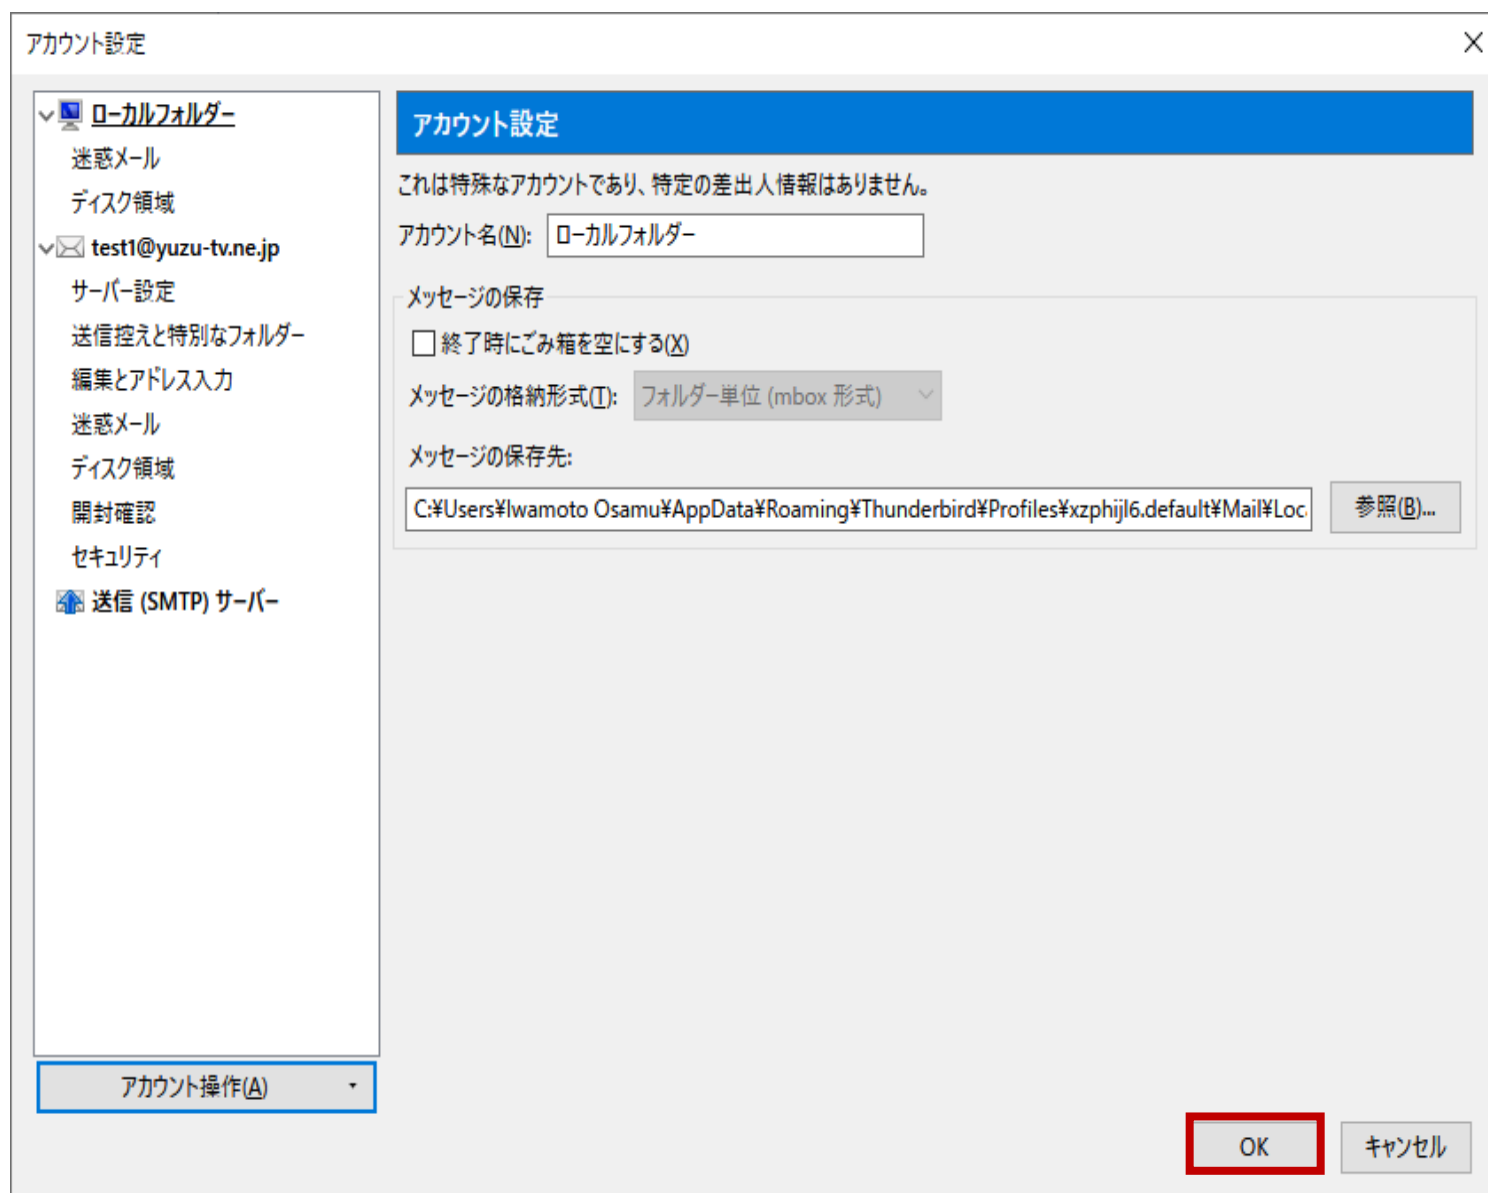 アカウント設定
ローカルフォルダー
迷惑メール
ディスク領域
test1@yuzu-tv.ne.jp
サーバー設定
送信控えと特別なフォルダー
編集とアドレス入力
迷惑メール
ディスク領域
開封確認
セキュリティ
送信 (SMTP) サーバー
アカウント操作(A)
アカウント設定
これは特殊なアカウントであり、特定の差出人情報はありません。
アカウント名(N): ローカルフォルダー
メッセージの保存
終了時にごみ箱を空にする(X)
メッセージの格納形式(T): フォルダー単位 (mbox 形式)
メッセージの保存先:
C:¥Users¥Iwamoto Osamu¥AppData¥Roaming¥Thunderbird¥Profiles¥xzphijl6.default¥Mail¥Loc 参照(B)...
OK キャンセル